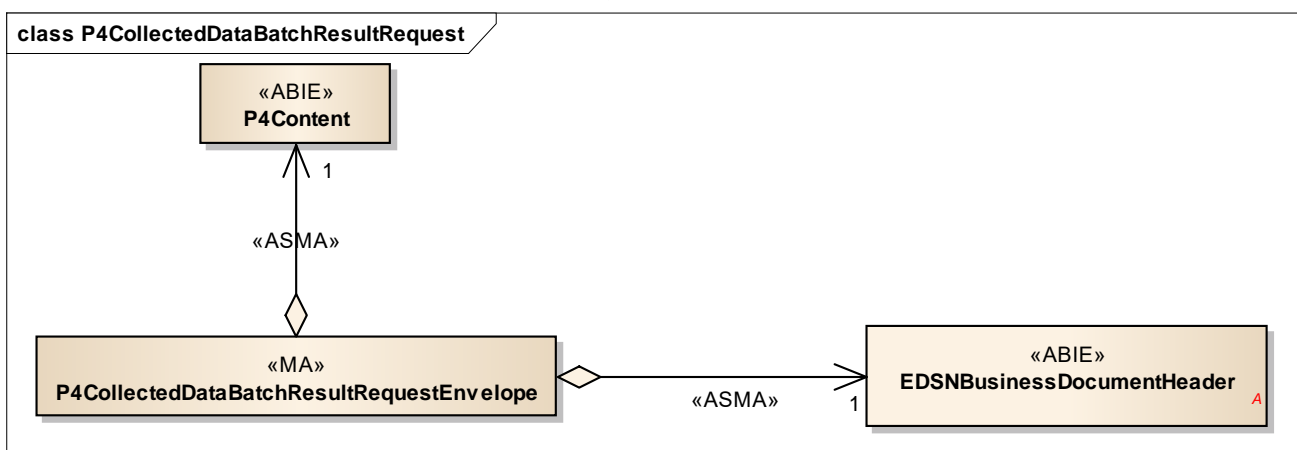 class P4CollectedDataBatchResultRequest
«ABIE»
P4Content
1
«ASMA»
«MA»
P4CollectedDataBatchResultRequestEnvelope
«ASMA»
1
«ABIE»
EDSNBusinessDocumentHeader
A